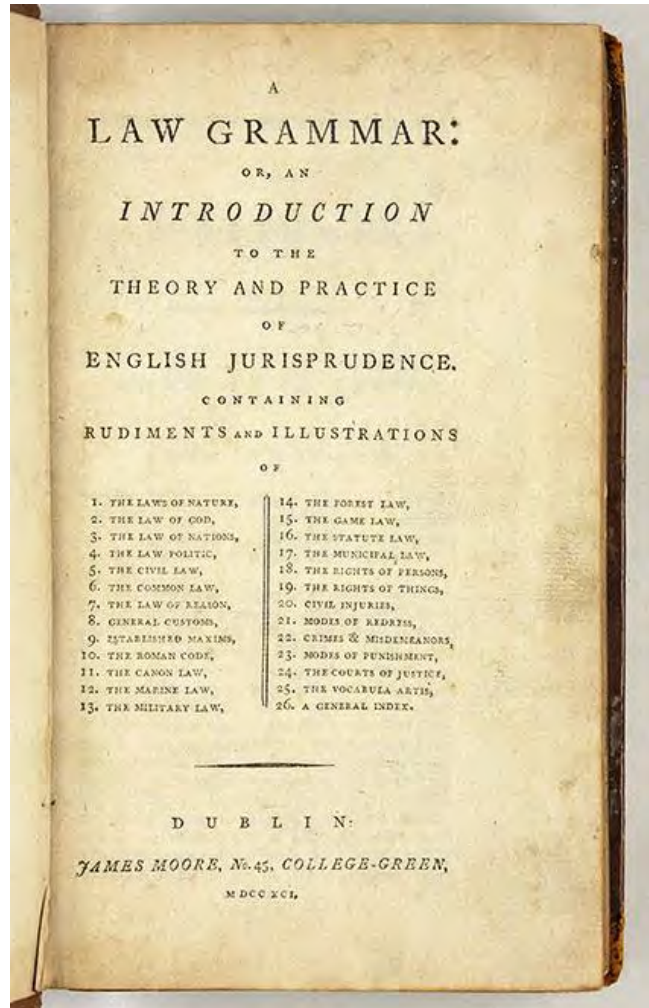 A
LAW GRAMMAR:
OR, AN
INTRODUCTION
TO THE
THEORY AND PRACTICE
OF
ENGLISH JURISPRUDENCE.
CONTAINING
RUDIMENTS AND ILLUSTRATIONS
OF
1. THE LAWS OF NATURE,
2. THE LAW OF GOD,
3. THE LAW OF NATIONS,
4. THE LAW POLITIC,
5. THE CIVIL LAW,
6. THE COMMON LAW,
7. THE LAW OF REASON,
8. GENERAL CUSTOMS,
9. ESTABLISHED MAXIMS,
10. THE ROMAN CODE,
11. THE CANON LAW,
12. THE MARINE LAW,
13. THE MILITARY LAW,
14. THE FOREST LAW,
15. THE GAME LAW,
16. THE STATUTE LAW,
17. THE MUNICIPAL LAW,
18. THE RIGHTS OF PERSONS,
19. THE RIGHTS OF THINGS,
20. CIVIL INJURIES,
21. MODES OF REDRESS,
22. CRIMES & MISDEMEANORS,
23. MODES OF PUNISHMENT,
24. THE COURTS OF JUSTICE,
25. THE VOCABULA ARTIS,
26. A GENERAL INDEX.
DUBLIN:
JAMES MOORE, No. 45, COLLEGE-GREEN,
MDCCXCI.